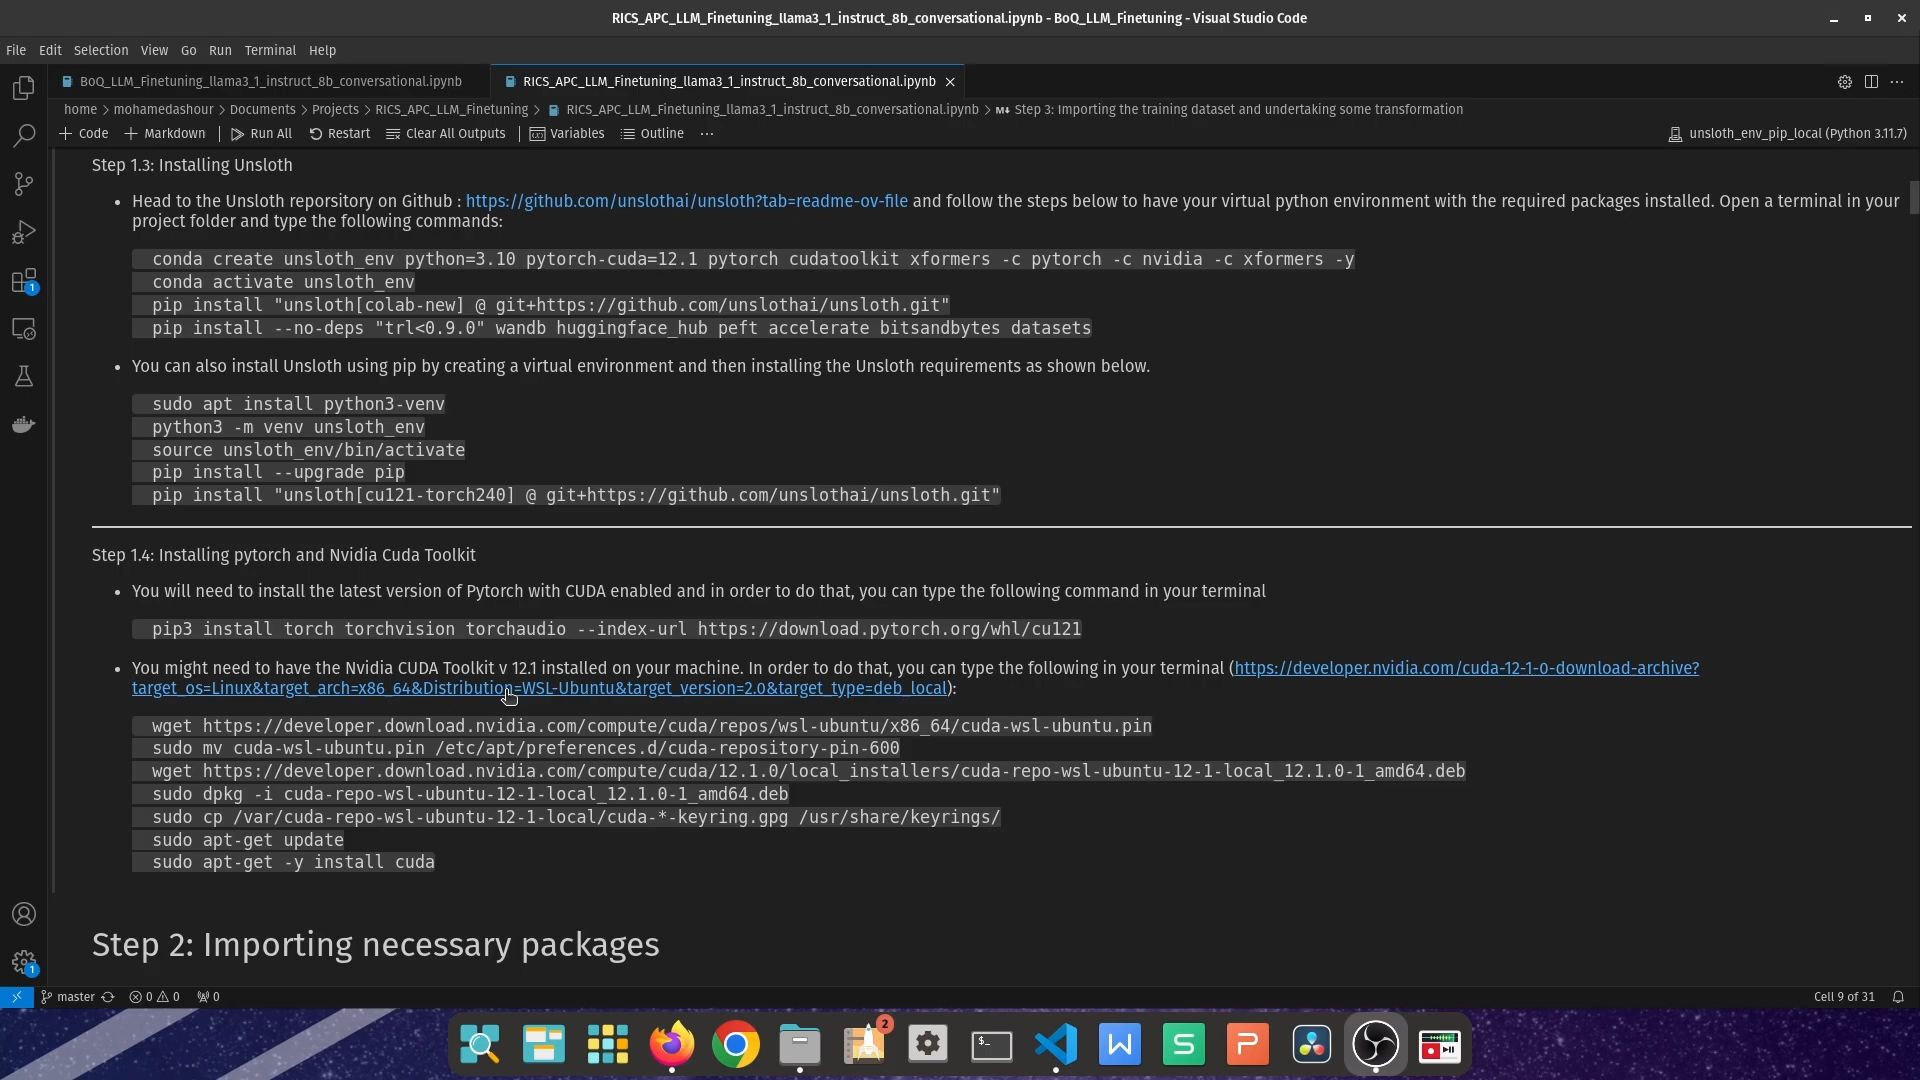 RICS_APC_LLM_Finetuning_llama3_1_instruct_8b_conversational.ipynb - BoQ_LLM_Finetuning - Visual Studio Code
File Edit Selection View Go Run Terminal Help
BoQ_LLM_Finetuning_llama3_1_instruct_8b_conversational.ipynb
RICS_APC_LLM_Finetuning_llama3_1_instruct_8b_conversational.ipynb
home > mohamedashour > Documents > Projects > RICS_APC_LLM_Finetuning > RICS_APC_LLM_Finetuning_llama3_1_instruct_8b_conversational.ipynb > M↓ Step 3: Importing the training dataset and undertaking some transformation
+ Code + Markdown Run All Restart Clear All Outputs Variables Outline ... unsloth_env_pip_local (Python 3.11.7)
Step 1.3: Installing Unsloth
• Head to the Unsloth reporsitory on Github : https://github.com/unslothai/unsloth?tab=readme-ov-file and follow the steps below to have your virtual python environment with the required packages installed. Open a terminal in your
project folder and type the following commands:
conda create unsloth_env python=3.10 pytorch-cuda=12.1 pytorch cudatoolkit xformers -c pytorch -c nvidia -c xformers -y
conda activate unsloth_env
pip install "unsloth[colab-new] @ git+https://github.com/unslothai/unsloth.git"
pip install --no-deps "trl<0.9.0" wandb huggingface_hub peft accelerate bitsandbytes datasets
• You can also install Unsloth using pip by creating a virtual environment and then installing the Unsloth requirements as shown below.
sudo apt install python3-venv
python3 -m venv unsloth_env
source unsloth_env/bin/activate
pip install --upgrade pip
pip install "unsloth[cu121-torch240] @ git+https://github.com/unslothai/unsloth.git"
Step 1.4: Installing pytorch and Nvidia Cuda Toolkit
• You will need to install the latest version of Pytorch with CUDA enabled and in order to do that, you can type the following command in your terminal
pip3 install torch torchvision torchaudio --index-url https://download.pytorch.org/whl/cu121
• You might need to have the Nvidia CUDA Toolkit v 12.1 installed on your machine. In order to do that, you can type the following in your terminal (https://developer.nvidia.com/cuda-12-1-0-download-archive?
target_os=Linux&target_arch=x86_64&Distribution=WSL-Ubuntu&target_version=2.0&target_type=deb_local):
wget https://developer.download.nvidia.com/compute/cuda/repos/wsl-ubuntu/x86_64/cuda-wsl-ubuntu.pin
sudo mv cuda-wsl-ubuntu.pin /etc/apt/preferences.d/cuda-repository-pin-600
wget https://developer.download.nvidia.com/compute/cuda/12.1.0/local_installers/cuda-repo-wsl-ubuntu-12-1-local_12.1.0-1_amd64.deb
sudo dpkg -i cuda-repo-wsl-ubuntu-12-1-local_12.1.0-1_amd64.deb
sudo cp /var/cuda-repo-wsl-ubuntu-12-1-local/cuda-*-keyring.gpg /usr/share/keyrings/
sudo apt-get update
sudo apt-get -y install cuda
Step 2: Importing necessary packages
1
1
master 0 0 0 Cell 9 of 31
2
$_
W S P